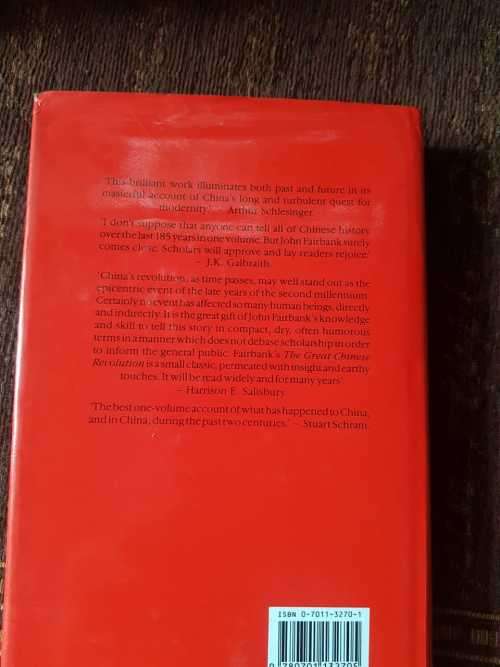 'This brilliant work illuminates both past and future in its
masterful account of China's long and turbulent quest for
modernity.' – Arthur Schlesinger
'I don't suppose that anyone can tell all of Chinese history
over the last 185 years in one volume. But John Fairbank surely
comes close. Scholars will approve and lay readers rejoice.'
– J.K. Galbraith
China's revolution, as time passes, may well stand out as the
epicentric event of the late years of the second millennium.
Certainly no event has affected so many human beings, directly
and indirectly. It is the great gift of John Fairbank's knowledge
and skill to tell this story in compact, dry, often humorous
terms in a manner which does not debase scholarship in order
to inform the general public. Fairbank's The Great Chinese
Revolution is a small classic, permeated with insight and earthy
touches. It will be read widely and for many years'
– Harrison E. Salisbury
'The best one-volume account of what has happened to China,
and in China, during the past two centuries.' – Stuart Schram.
ISBN 0-7011-3270-1
9 780701 132705